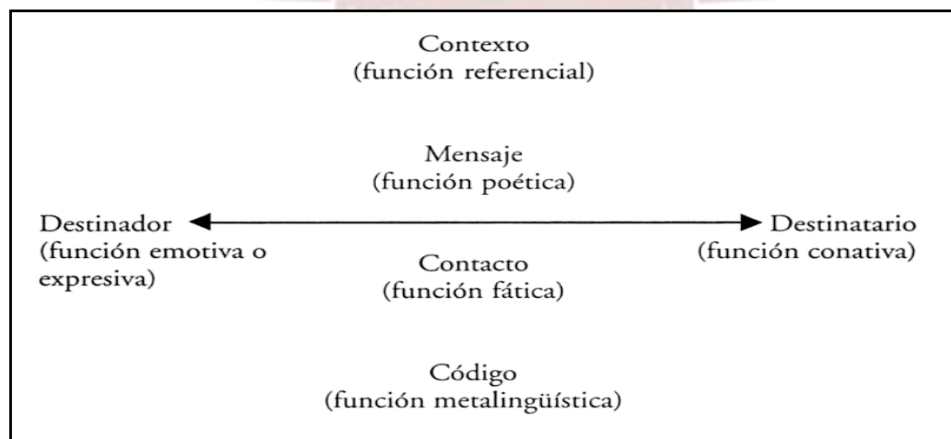 Contexto
(función referencial)
Mensaje
(función poética)
Destinador
(función emotiva o
expresiva)
Destinatario
(función conativa)
Contacto
(función fática)
Código
(función metalingüística)